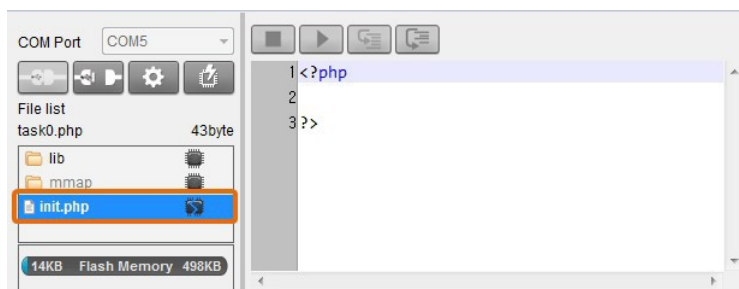 COM Port COM5
File list
task0.php 43byte
lib
mmap
init.php
14KB Flash Memory 498KB
1 <?php
2
3 ?>